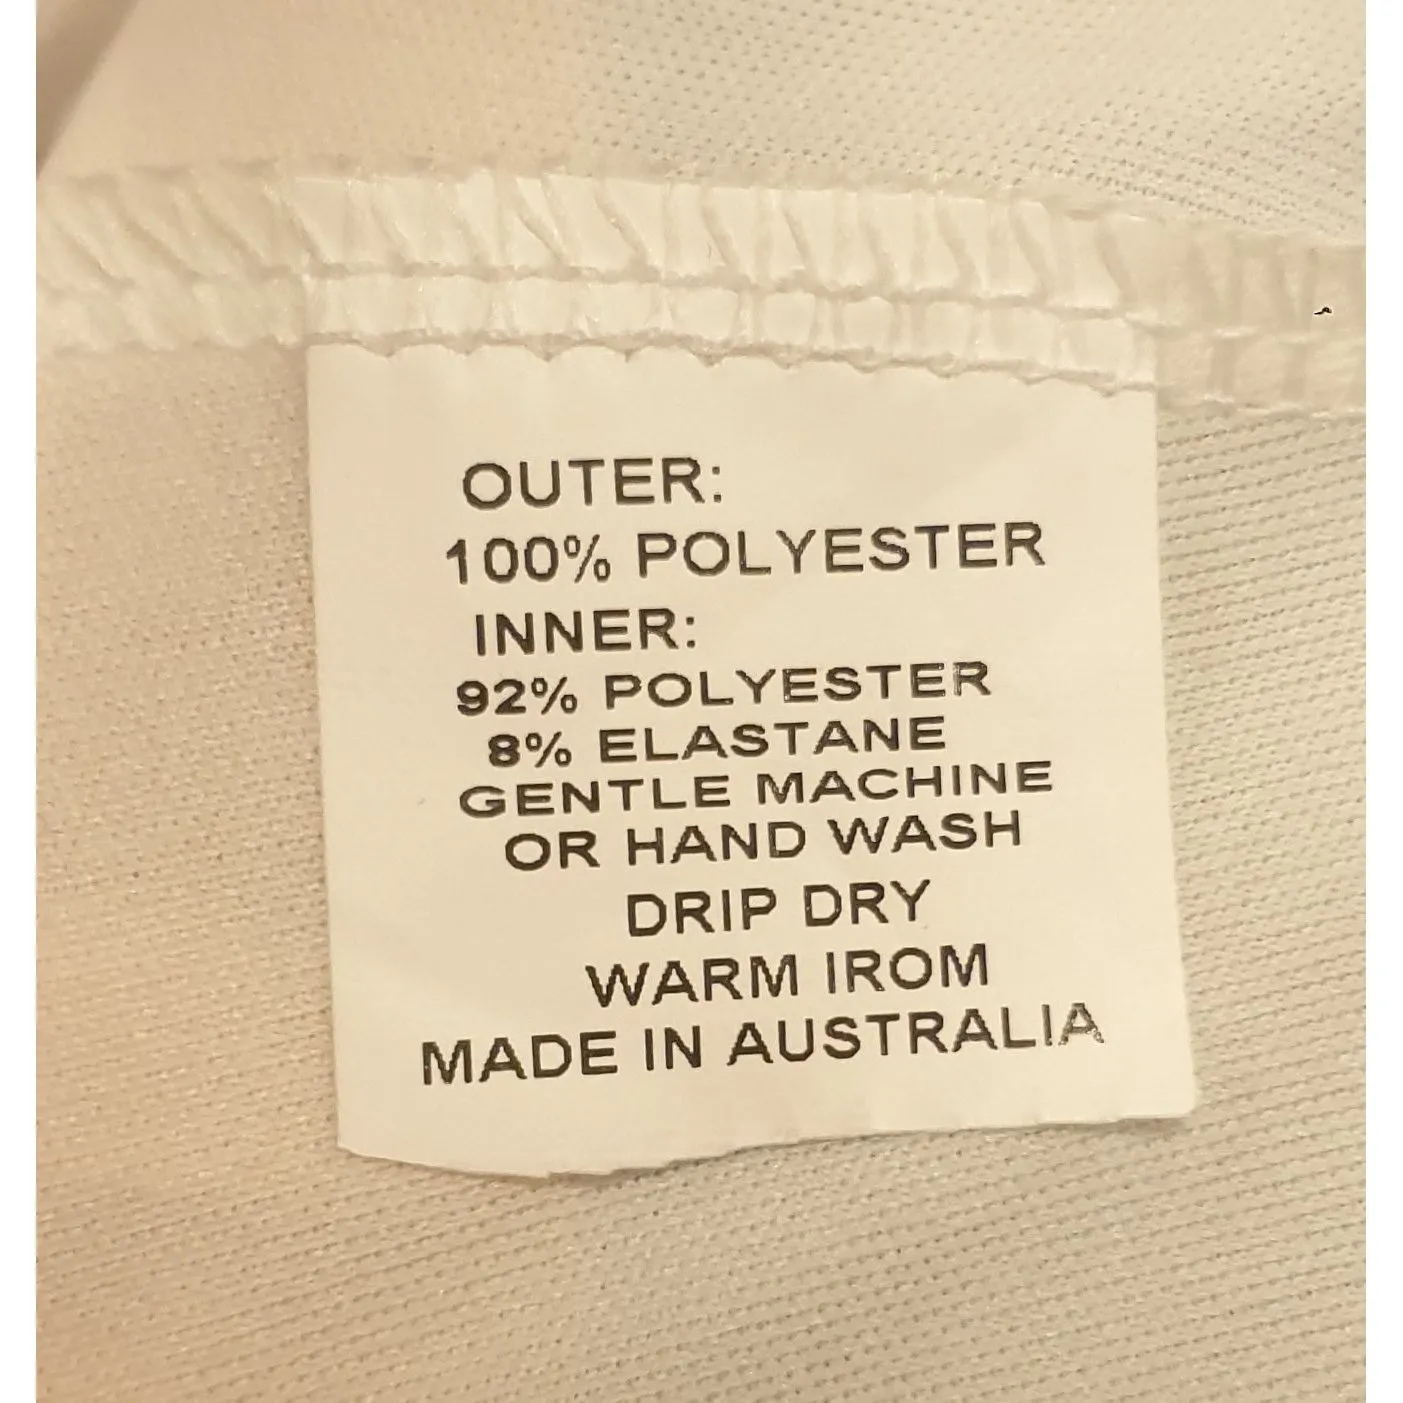 OUTER:
100% POLYESTER
INNER:
92% POLYESTER
8% ELASTANE
GENTLE MACHINE
OR HAND WASH
DRIP DRY
WARM IROM
MADE IN AUSTRALIA